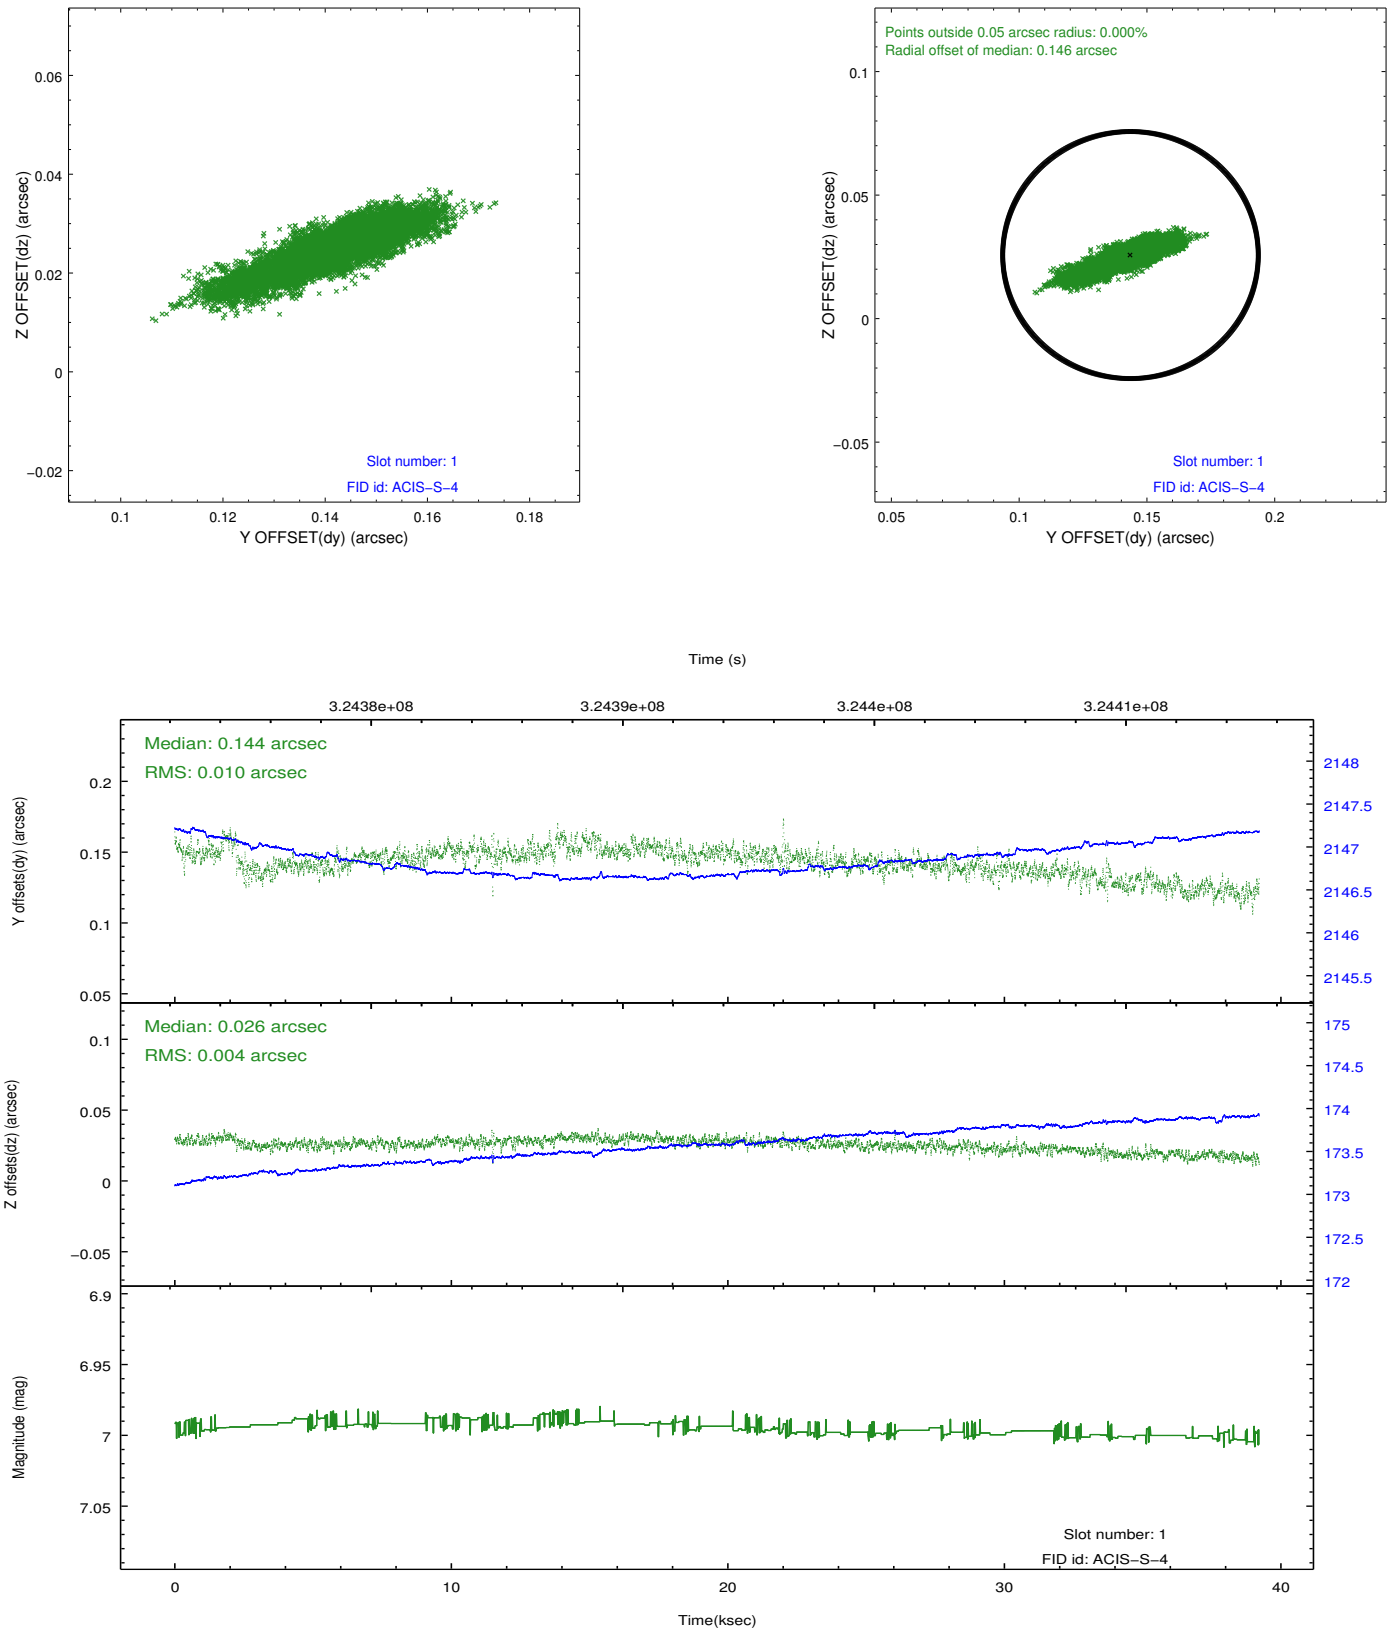 0.06
0.04
0.02
0
−0.02
Z OFFSET(dz) (arcsec)
Slot number: 1
FID id: ACIS−S−4
0.1 0.12 0.14 0.16 0.18
Y OFFSET(dy) (arcsec)
Points outside 0.05 arcsec radius: 0.000%
Radial offset of median: 0.146 arcsec
0.1
0.05
0
−0.05
Z OFFSET(dz) (arcsec)
Slot number: 1
FID id: ACIS−S−4
0.05 0.1 0.15 0.2
Y OFFSET(dy) (arcsec)
Time (s)
3.2438e+08 3.2439e+08 3.244e+08 3.2441e+08
Median: 0.144 arcsec
RMS: 0.010 arcsec
0.2
0.15
0.1
0.05
Y offsets(dy) (arcsec)
2148
2147.5
2147
2146.5
2146
2145.5
Median: 0.026 arcsec
RMS: 0.004 arcsec
0.1
0.05
0
−0.05
Z offsets(dz) (arcsec)
175
174.5
174
173.5
173
172.5
172
6.9
6.95
7
7.05
Magnitude (mag)
Slot number: 1
FID id: ACIS−S−4
0 10 20 30 40
Time(ksec)